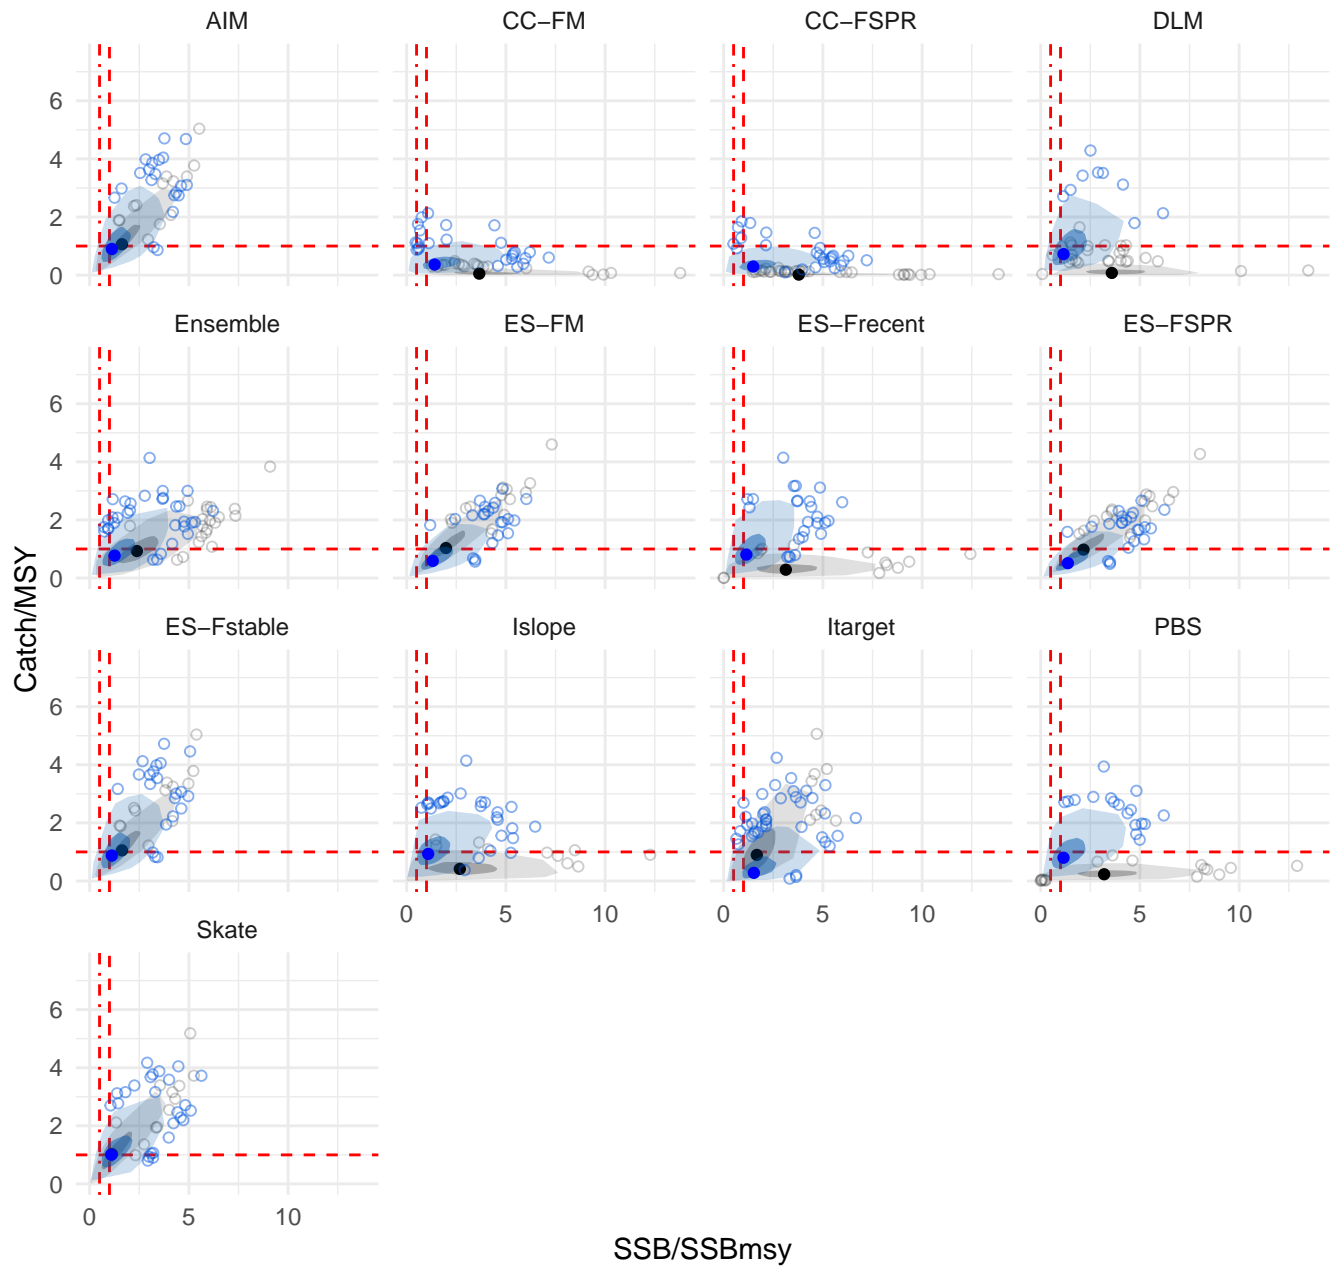 AIM CC−FM CC−FSPR DLM
6
4
2
0
Ensemble ES−FM ES−Frecent ES−FSPR
6
4
2
0
ES−Fstable Islope Itarget PBS
6
4
2
0
0 5 10 0 5 10 0 5 10
Skate
6
4
2
0
0 5 10
Catch/MSY
SSB/SSBmsy